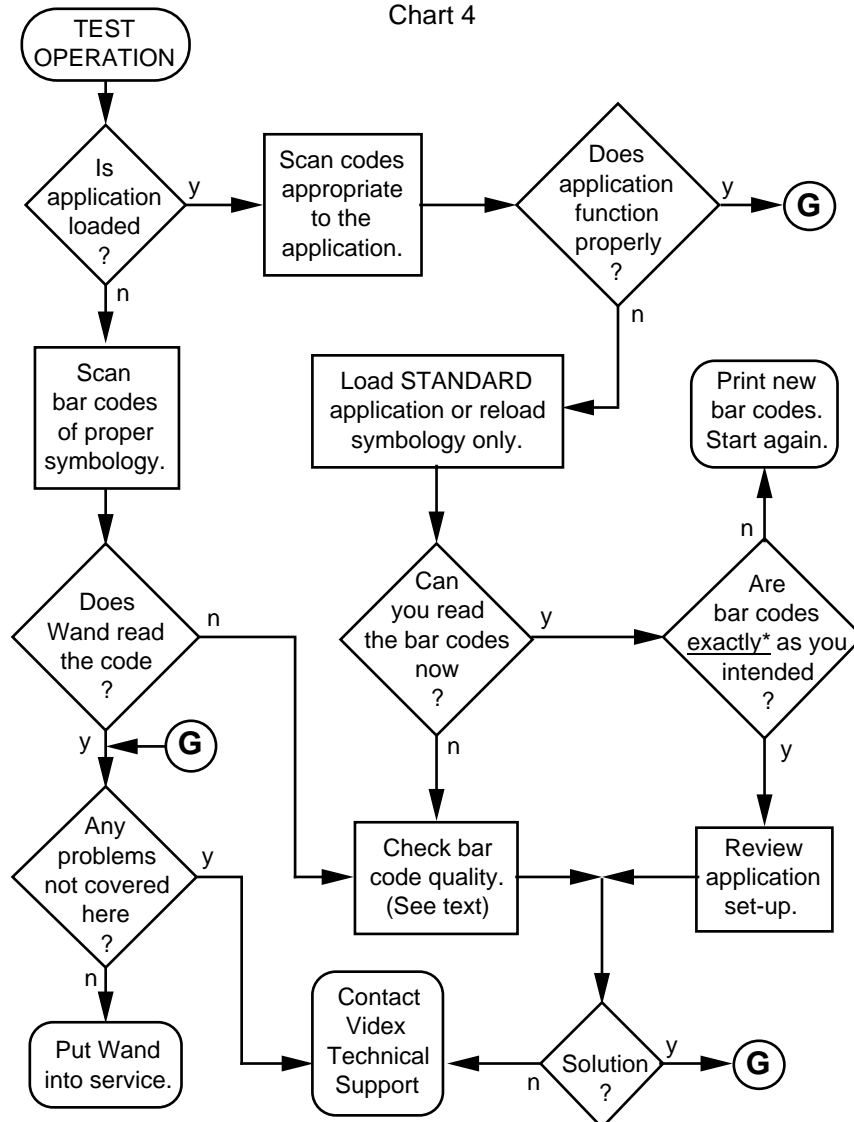 Chart 4
TEST
OPERATION
Is
application
loaded
?
y
n
Scan codes
appropriate
to the
application.
Does
application
function
properly
?
y
G
n
Scan
bar codes
of proper
symbology.
Load STANDARD
application or reload
symbology only.
Print new
bar codes.
Start again.
Does
Wand read
the code
?
n
y
G
Can
you read
the bar codes
now
?
y
n
Are
bar codes
exactly* as you
intended
?
n
y
Any
problems
not covered
here
?
y
n
Check bar
code quality.
(See text)
Review
application
set-up.
Put Wand
into service.
Contact
Videx
Technical
Support
Solution
?
n
y
G